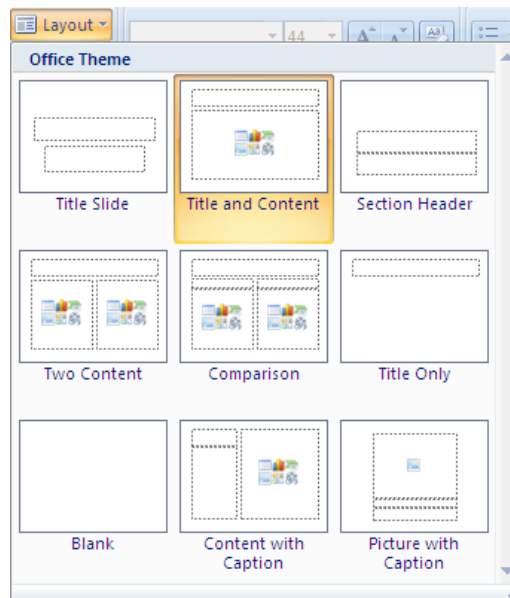 Layout
44
A A Aa
Office Theme
Title Slide
Title and Content
Section Header
Two Content
Comparison
Title Only
Blank
Content with
Caption
Picture with
Caption